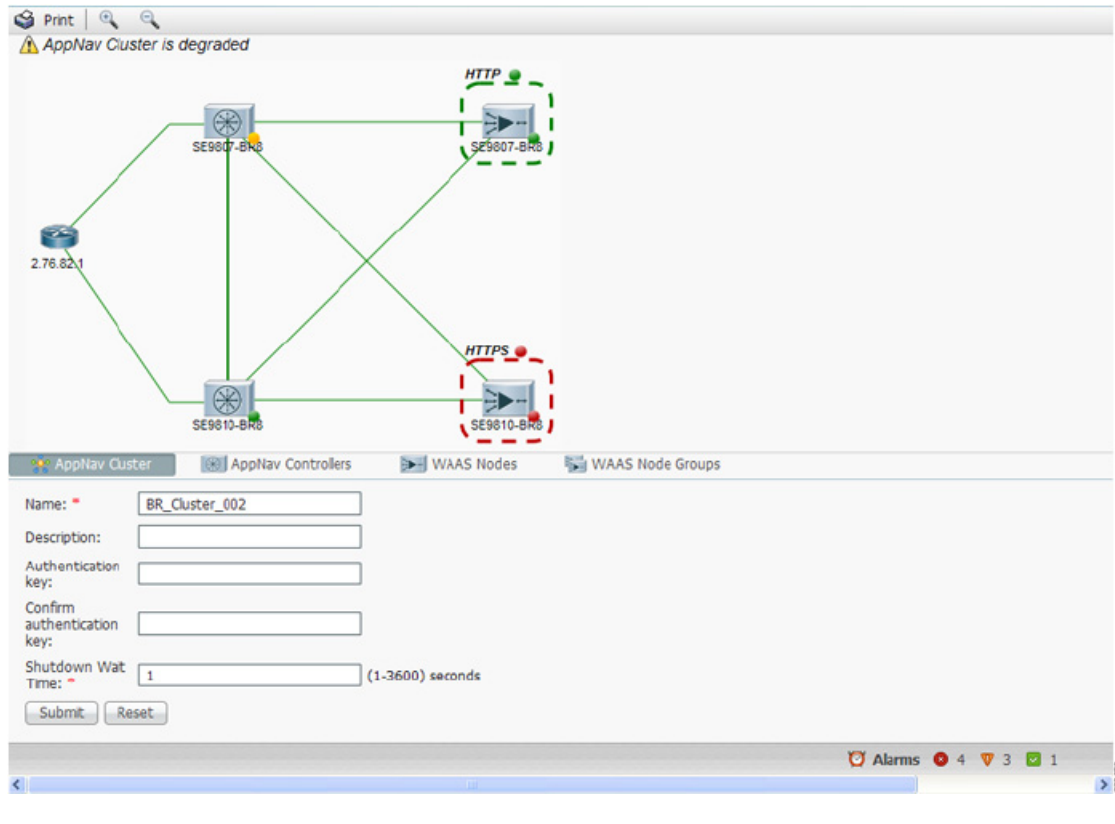 Print
AppNav Cluster is degraded
HTTP
SE9807-BR8
SE9807-BR8
2.76.82.1
HTTPS
SE9810-BR8
SE9810-BR8
AppNav Cluster
AppNav Controllers
WAAS Nodes
WAAS Node Groups
Name: *
BR_Cluster_002
Description:
Authentication
key:
Confirm
authentication
key:
Shutdown Wait
Time: *
1
(1-3600) seconds
Submit
Reset
Alarms 4 3 1